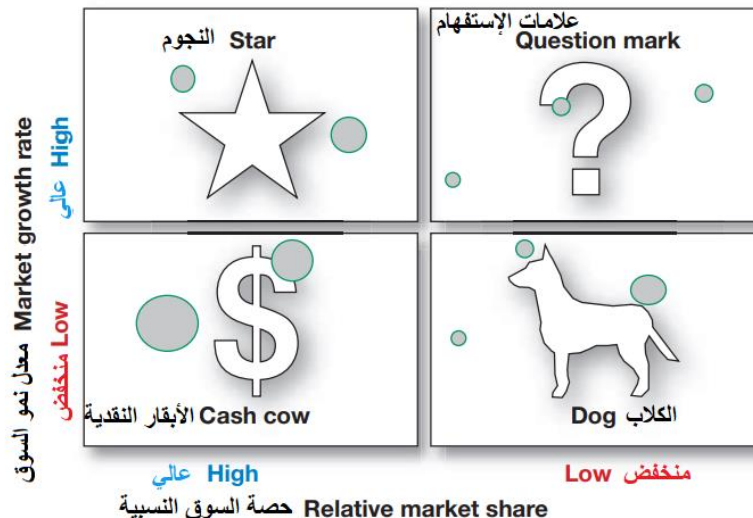 النجوم Star
علامات الإستفهام
Question mark
Market growth rate معدل نمو السوق
High عالي
Low منخفض
$
الأبقار النقدية Cash cow
Dog الكلاب
High عالي
Low منخفض
Relative market share حصة السوق النسبية